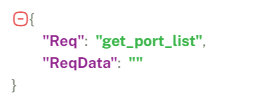 {
"Req": "get_port_list",
"ReqData": ""
}